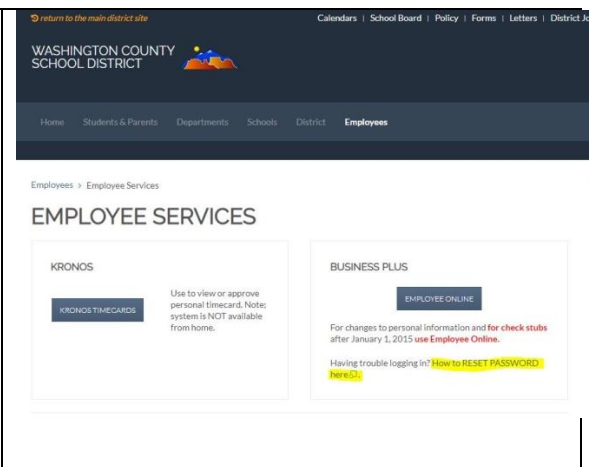 return to the main district site
Calendars | School Board | Policy | Forms | Letters | District Jo
WASHINGTON COUNTY
SCHOOL DISTRICT
Home Students & Parents Departments Schools District Employees
Employees > Employee Services
EMPLOYEE SERVICES
KRONOS
KRONOS TIMECARDS
Use to view or approve
personal timecard. Note;
system is NOT available
from home.
BUSINESS PLUS
EMPLOYEE ONLINE
For changes to personal information and for check stubs
after January 1, 2015 use Employee Online.
Having trouble logging in? How to RESET PASSWORD
here.